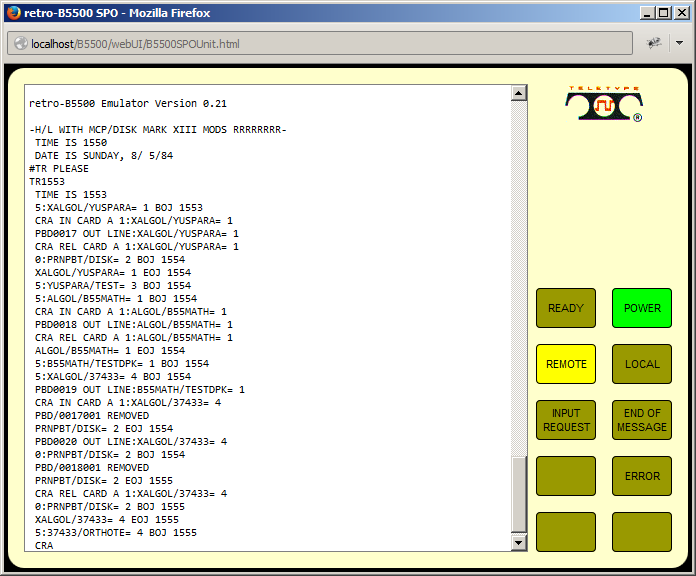 retro-B5500 SPO - Mozilla Firefox
localhost/B5500/webUI/B5500SPOUnit.html
retro-B5500 Emulator Version 0.21
-H/L WITH MCP/DISK MARK XIII MODS RRRRRRRR-
TIME IS 1550
DATE IS SUNDAY, 8/ 5/84
#TR PLEASE
TR1553
TIME IS 1553
5:XALGOL/YUSPARA= 1 BOJ 1553
CRA IN CARD A 1:XALGOL/YUSPARA= 1
PBD0017 OUT LINE:XALGOL/YUSPARA= 1
CRA REL CARD A 1:XALGOL/YUSPARA= 1
0:PRNPBT/DISK= 2 BOJ 1554
XALGOL/YUSPARA= 1 EOJ 1554
5:YUSPARA/TEST= 3 BOJ 1554
5:ALGOL/B55MATH= 1 BOJ 1554
CRA IN CARD A 1:ALGOL/B55MATH= 1
PBD0018 OUT LINE:ALGOL/B55MATH= 1
CRA REL CARD A 1:ALGOL/B55MATH= 1
ALGOL/B55MATH= 1 EOJ 1554
5:B55MATH/TESTDPK= 1 BOJ 1554
5:XALGOL/37433= 4 BOJ 1554
PBD0019 OUT LINE:B55MATH/TESTDPK= 1
CRA IN CARD A 1:XALGOL/37433= 4
PBD/0017001 REMOVED
PRNPBT/DISK= 2 EOJ 1554
PBD0020 OUT LINE:XALGOL/37433= 4
0:PRNPBT/DISK= 2 BOJ 1554
PBD/0018001 REMOVED
PRNPBT/DISK= 2 EOJ 1555
CRA REL CARD A 1:XALGOL/37433= 4
0:PRNPBT/DISK= 2 BOJ 1555
XALGOL/37433= 4 EOJ 1555
5:37433/ORTHOTE= 4 BOJ 1555
CRA
TELETYPE
®
READY
POWER
REMOTE
LOCAL
INPUT
REQUEST
END OF
MESSAGE
ERROR